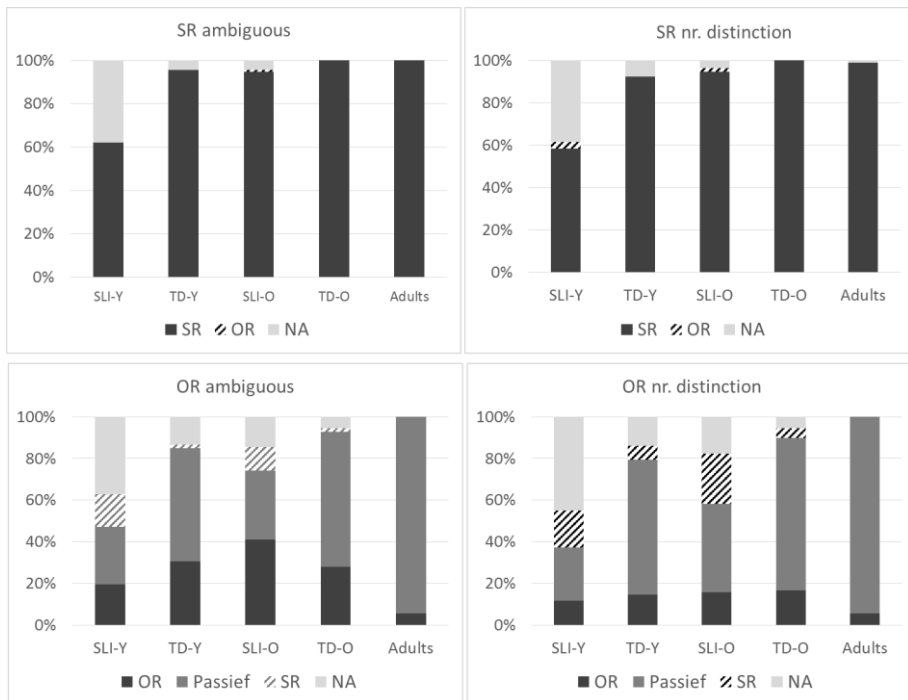 SR ambiguous
100%
80%
60%
40%
20%
0%
SLI-Y TD-Y SLI-O TD-O Adults
SR OR NA
SR nr. distinction
100%
80%
60%
40%
20%
0%
SLI-Y TD-Y SLI-O TD-O Adults
SR OR NA
OR ambiguous
100%
80%
60%
40%
20%
0%
SLI-Y TD-Y SLI-O TD-O Adults
OR Passief SR NA
OR nr. distinction
100%
80%
60%
40%
20%
0%
SLI-Y TD-Y SLI-O TD-O Adults
OR Passief SR NA